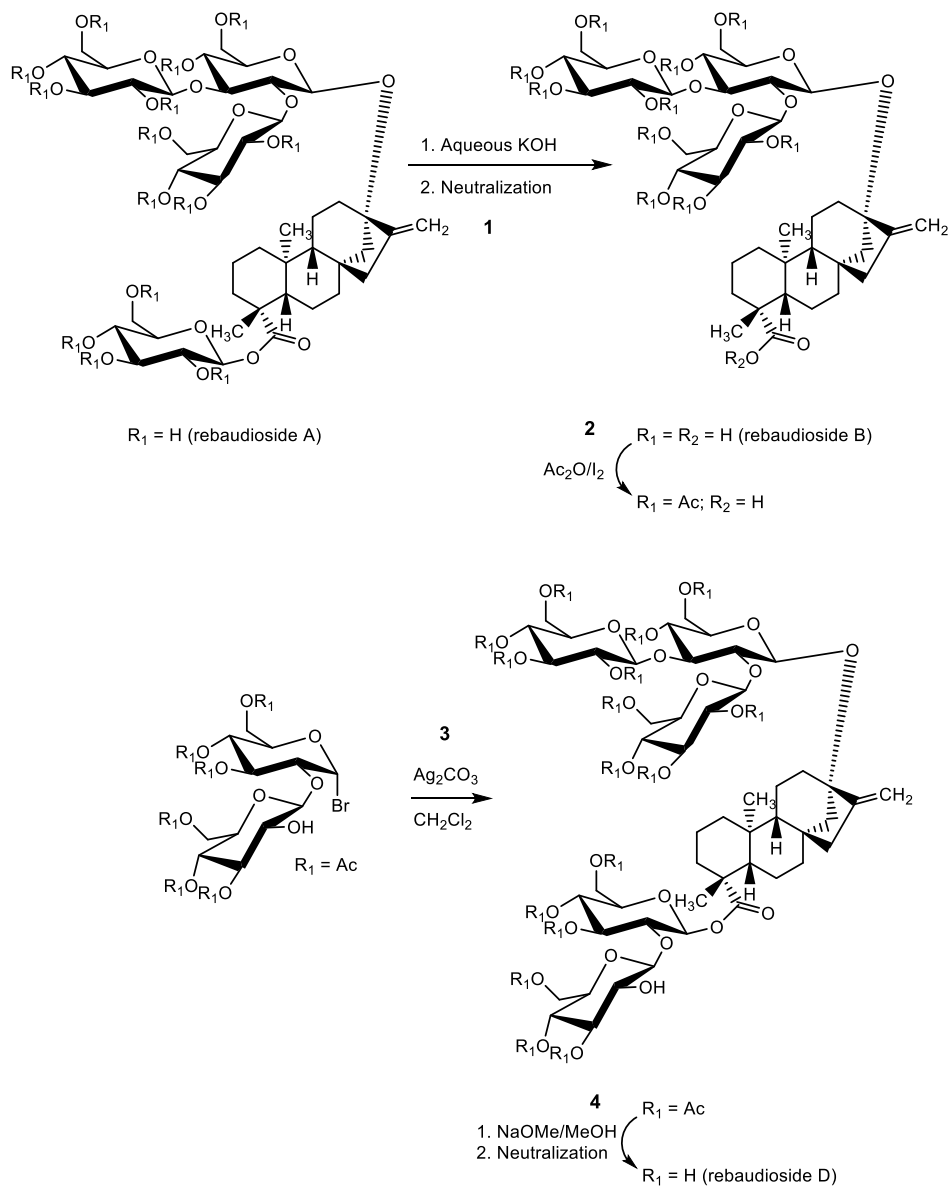 OR₁ OR₁ OR₁ OR₁
O O O O
R₁O R₁O R₁O R₁O
R₁O O OR₁ O O R₁O O OR₁ O O
O O
R₁O OR₁ R₁O OR₁
R₁O R₁O R₁O R₁O
1. Aqueous KOH
2. Neutralization
1
CH₃ CH₂ CH₃ CH₂
H H
OR₁
O H₃C H H₃C H
R₁O R₁O OR₁ O O R₂O O
R₁ = H (rebaudioside A)
2 R₁ = R₂ = H (rebaudioside B)
Ac₂O/I₂
R₁ = Ac; R₂ = H
OR₁ OR₁
O O O
R₁O R₁O
R₁O O OR₁ O
O
R₁O OR₁
R₁O R₁O
OR₁
O
R₁O
R₁O O Br
O
R₁O OH
R₁O R₁O
R₁ = Ac
3
Ag₂CO₃
CH₂Cl₂
CH₃ CH₂
H
OR₁
O H₃C H
R₁O R₁O O O O
O
R₁O OH
R₁O R₁O
4 R₁ = Ac
1. NaOMe/MeOH
2. Neutralization
R₁ = H (rebaudioside D)